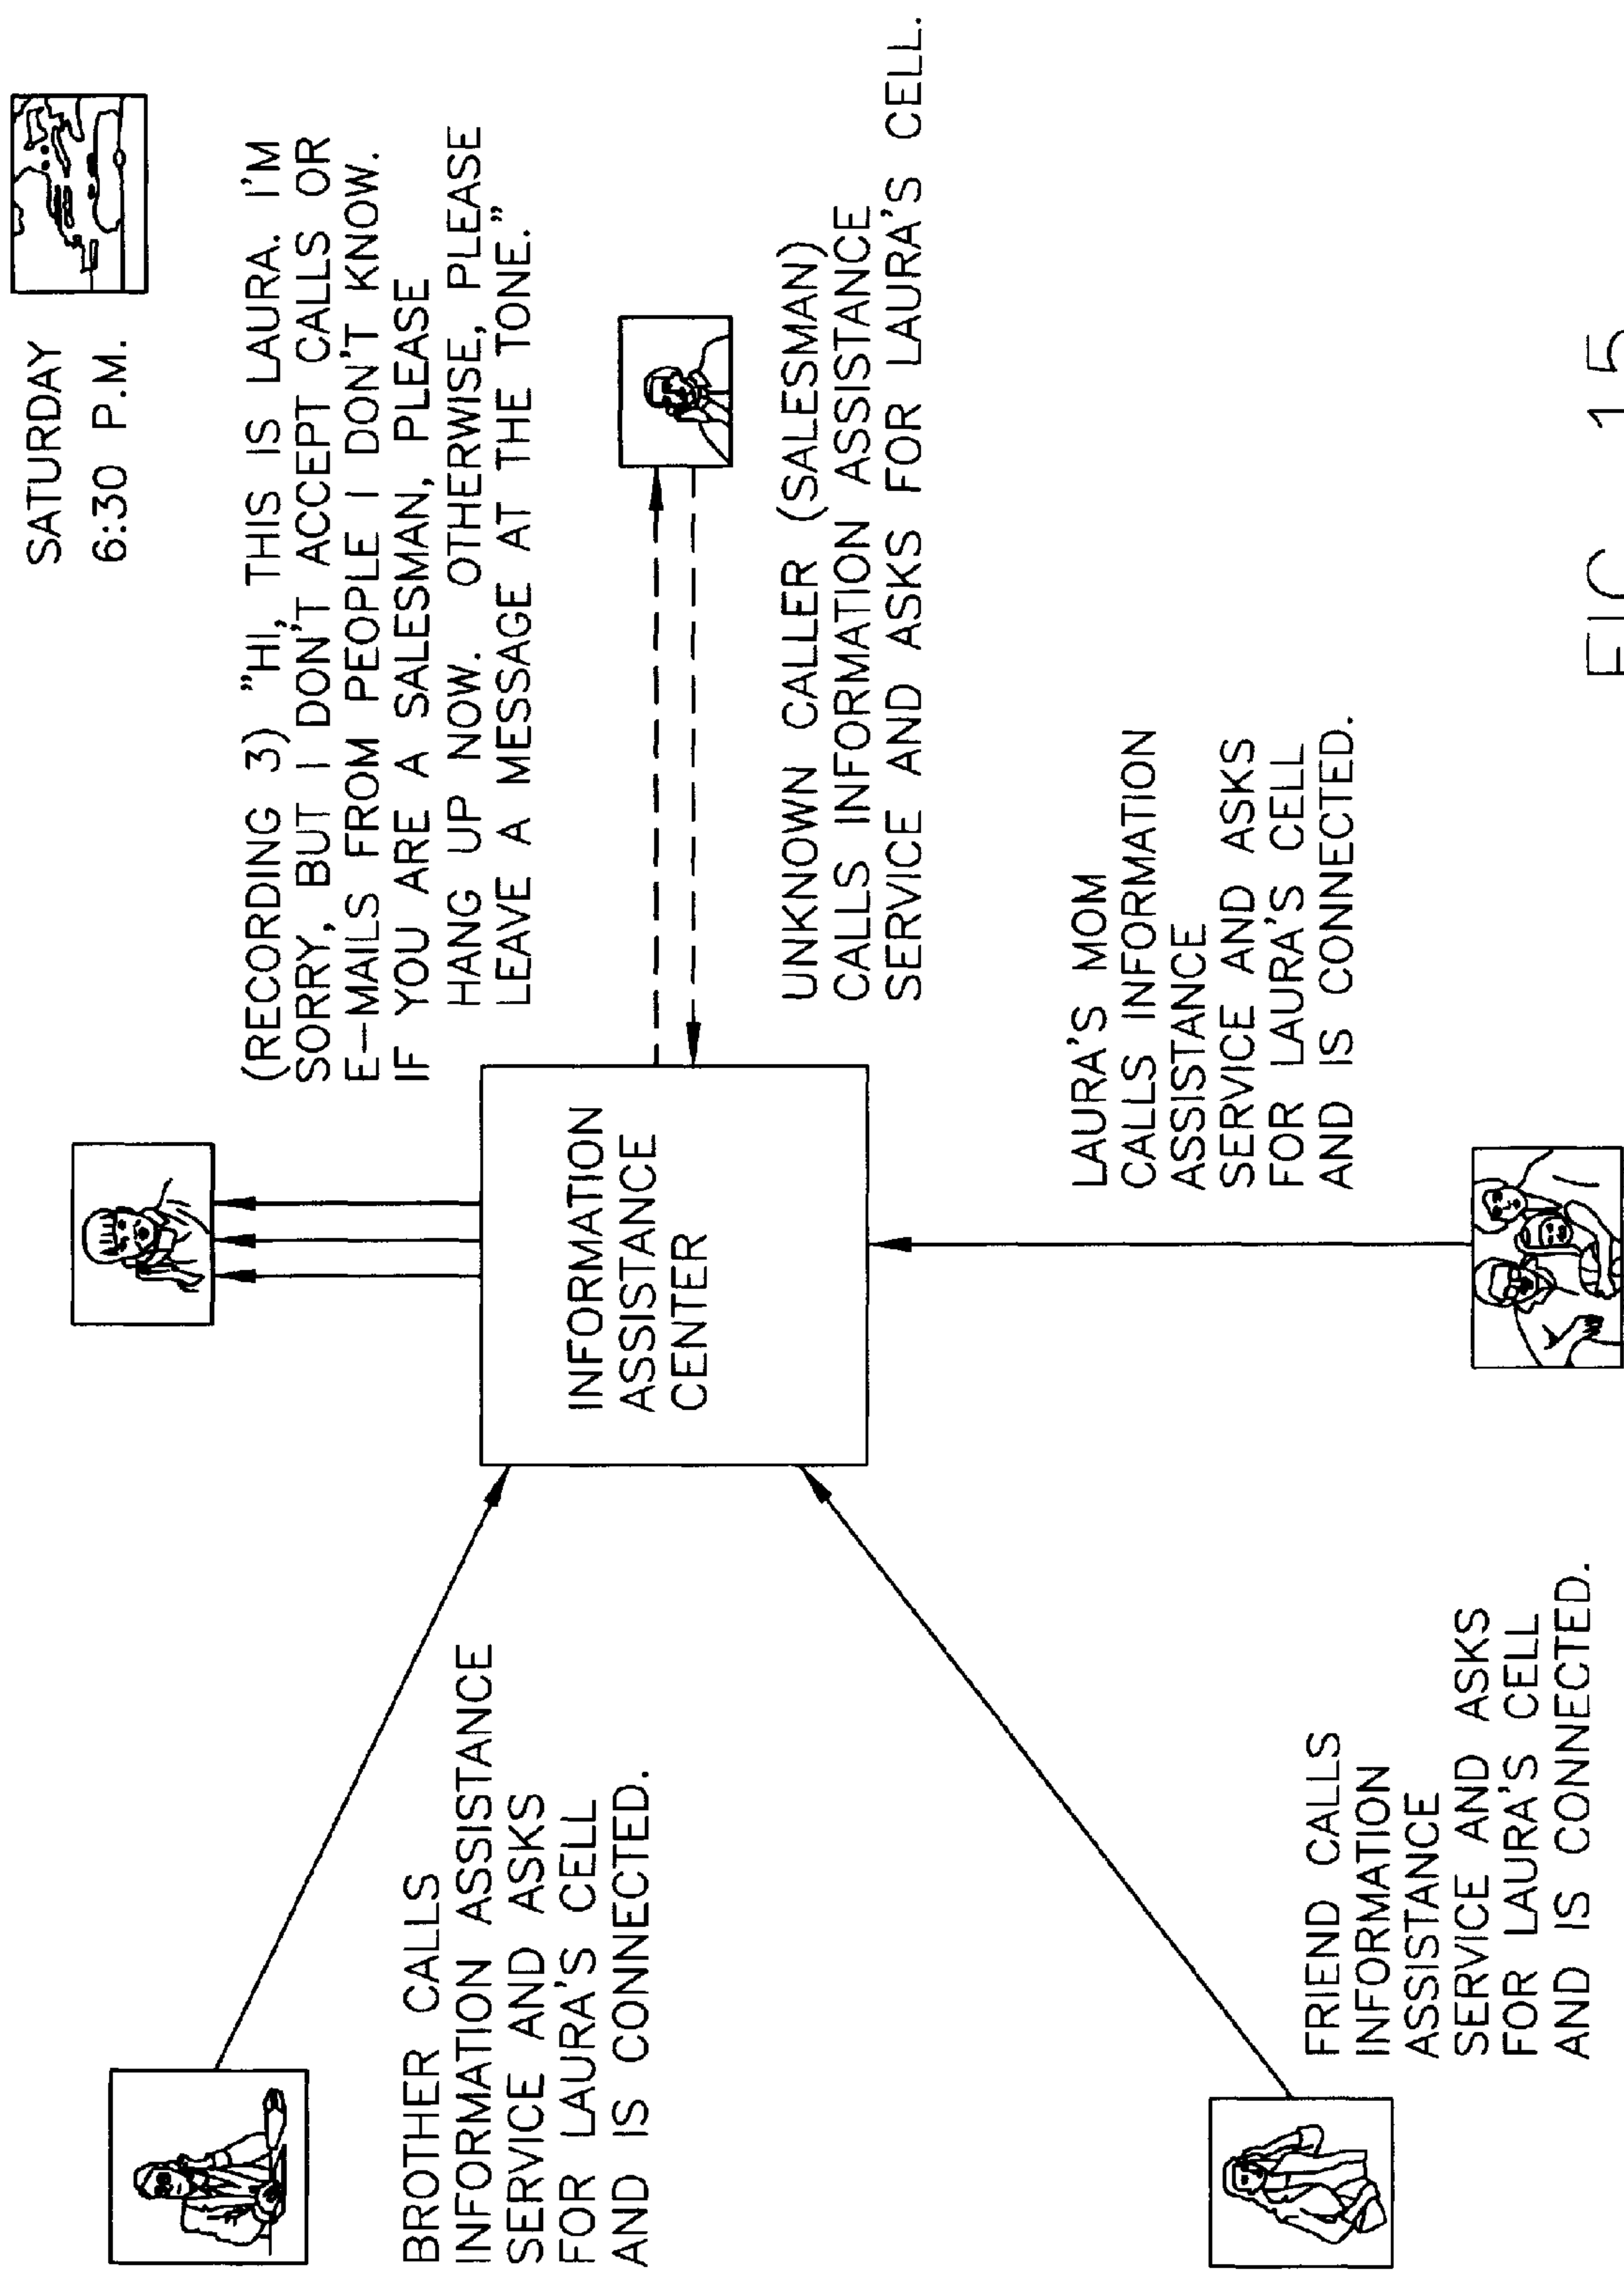 SATURDAY
6:30 P.M.
(RECORDING 3) "HI, THIS IS LAURA. I'M
SORRY, BUT I DON'T ACCEPT CALLS OR
E-MAILS FROM PEOPLE I DON'T KNOW.
IF YOU ARE A SALESMAN, PLEASE
HANG UP NOW. OTHERWISE, PLEASE
LEAVE A MESSAGE AT THE TONE."
BROTHER CALLS
INFORMATION ASSISTANCE
SERVICE AND ASKS
FOR LAURA'S CELL
AND IS CONNECTED.
INFORMATION
ASSISTANCE
CENTER
UNKNOWN CALLER (SALESMAN)
CALLS INFORMATION ASSISTANCE
SERVICE AND ASKS FOR LAURA'S CELL.
LAURA'S MOM
CALLS INFORMATION
ASSISTANCE
SERVICE AND ASKS
FOR LAURA'S CELL
AND IS CONNECTED.
FRIEND CALLS
INFORMATION
ASSISTANCE
SERVICE AND ASKS
FOR LAURA'S CELL
AND IS CONNECTED.
FIG. 15